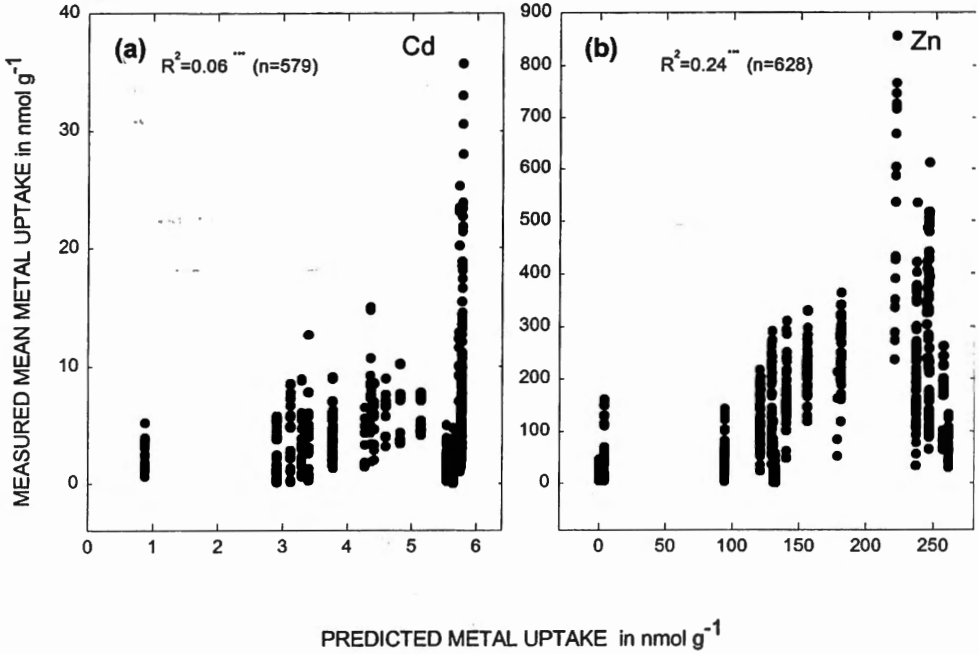 (a)
Cd
R²=0.06 *** (n=579)
40
30
20
10
0
0 1 2 3 4 5 6
(b)
Zn
R²=0.24 *** (n=628)
900
800
700
600
500
400
300
200
100
0
0 50 100 150 200 250
MEASURED MEAN METAL UPTAKE in nmol g⁻¹
PREDICTED METAL UPTAKE in nmol g⁻¹